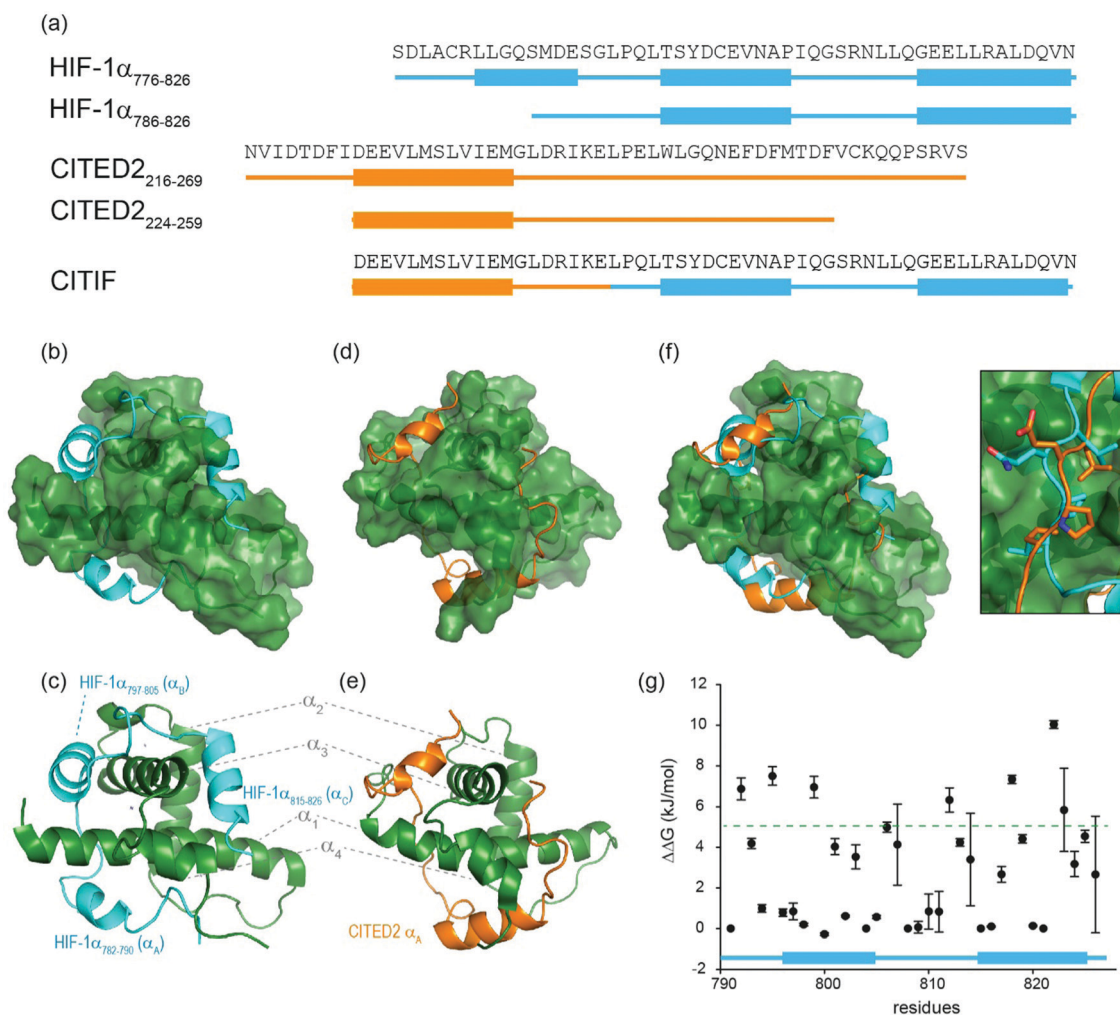 (a)
SDLACRLLGQSMDESGLPQLTSYDCEVNAPIQGSRNLLQGEELLRALDQVN
HIF-1α776-826
HIF-1α786-826
NVIDTDFIDEEVLMSLVIEMGLDRIKELPELWLGQNEFDFMTDFVCKQQPSRVS
CITED2216-269
CITED2224-259
DEEVLMSLVIEMGLDRIKELPQLTSYDCEVNAPIQGSRNLLQGEELLRALDQVN
CITIF
(b) (d) (f)
(c) HIF-1α797-805 (αB) (e) (g)
α2
α3
HIF-1α815-826 (αC)
α1
α4
HIF-1α782-790 (αA)
CITED2 αA
ΔΔG (kJ/mol)
12
10
8
6
4
2
0
-2
790 800 810 820
residues